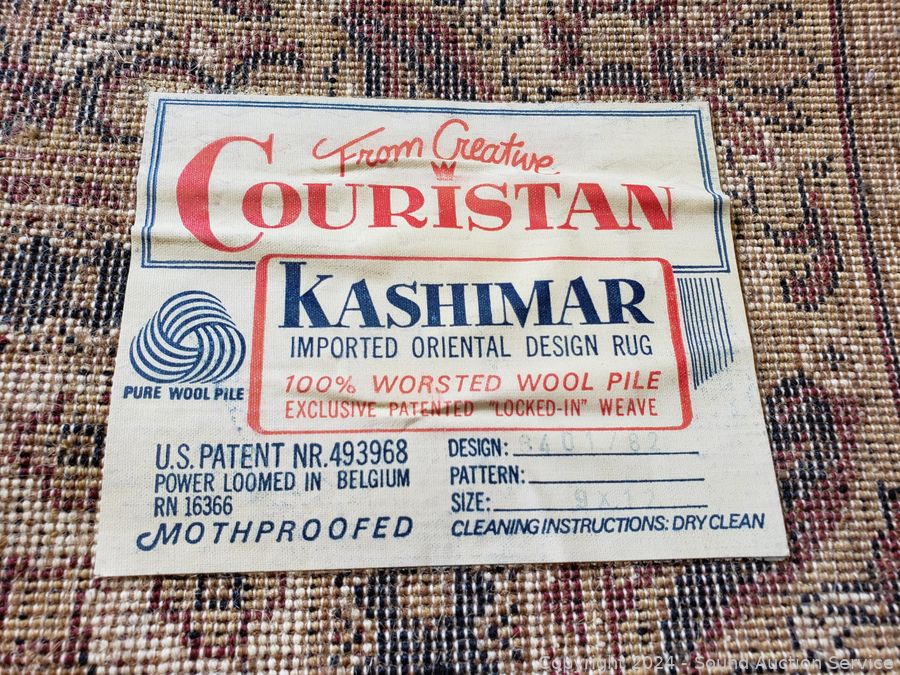 From Creative
COURISTAN
KASHIMAR
IMPORTED ORIENTAL DESIGN RUG
100% WORSTED WOOL PILE
EXCLUSIVE PATENTED "LOCKED-IN" WEAVE
PURE WOOL PILE
U.S. PATENT NR. 493968
POWER LOOMED IN BELGIUM
RN 16366
MOTHPROOFED
DESIGN:
PATTERN:
SIZE: 9 x 12
CLEANING INSTRUCTIONS: DRY CLEAN
Copyright 2024 - Sound Auction Service